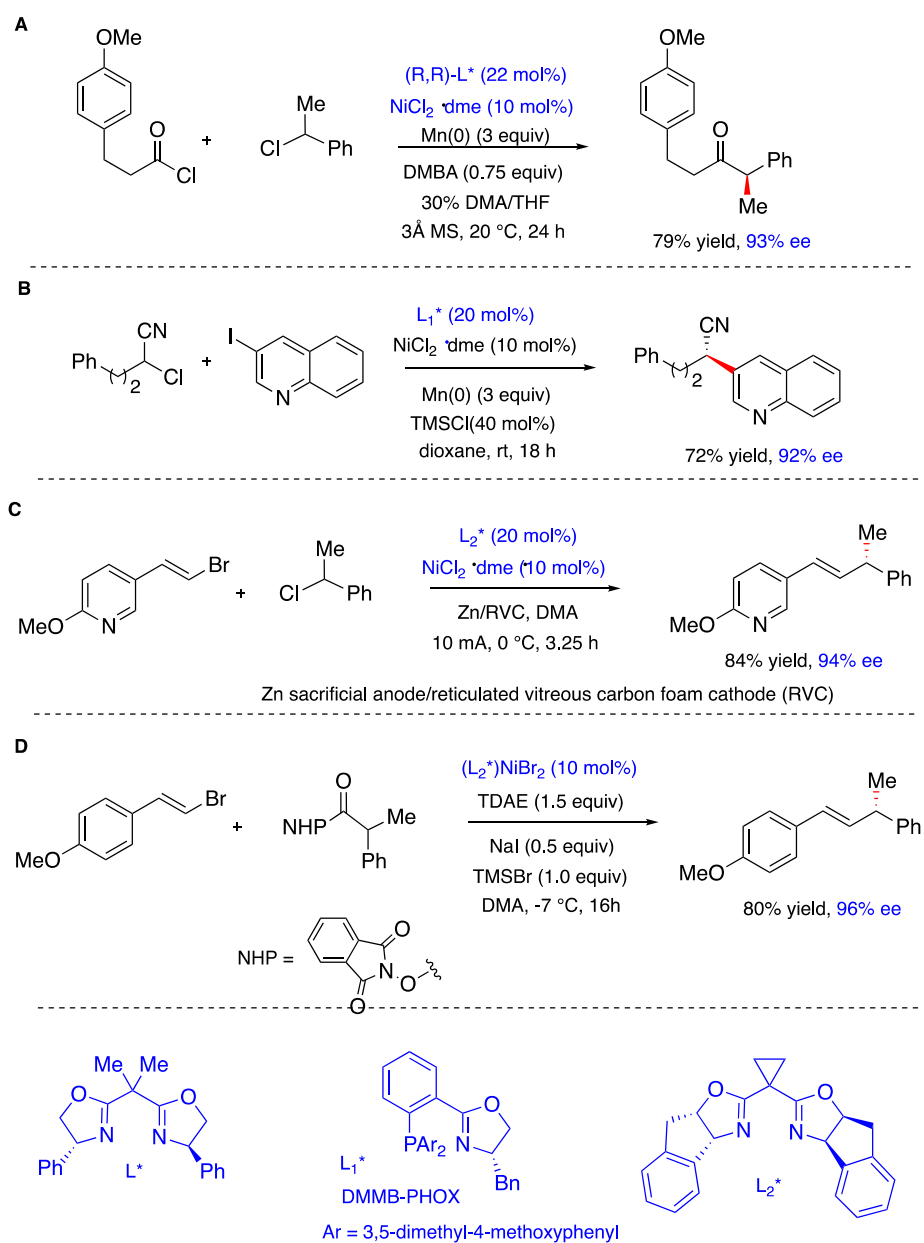 A
OMe
O
Cl
+
Me
Cl
Ph
(R,R)-L* (22 mol%)
NiCl2 •dme (10 mol%)
Mn(0) (3 equiv)
DMBA (0.75 equiv)
30% DMA/THF
3Å MS, 20 °C, 24 h
OMe
O
Ph
Me
79% yield, 93% ee
B
CN
Ph
( )2
Cl
+
I
N
L1* (20 mol%)
NiCl2 •dme (10 mol%)
Mn(0) (3 equiv)
TMSCl(40 mol%)
dioxane, rt, 18 h
CN
Ph
( )2
N
72% yield, 92% ee
C
Br
MeO
N
+
Me
Cl
Ph
L2* (20 mol%)
NiCl2 •dme (•10 mol%)
Zn/RVC, DMA
10 mA, 0 °C, 3.25 h
Me
Ph
MeO
N
84% yield, 94% ee
Zn sacrificial anode/reticulated vitreous carbon foam cathode (RVC)
D
Br
MeO
+
O
NHP
Me
Ph
(L2*)NiBr2 (10 mol%)
TDAE (1.5 equiv)
NaI (0.5 equiv)
TMSBr (1.0 equiv)
DMA, -7 °C, 16h
Me
Ph
MeO
80% yield, 96% ee
NHP =
O
N
O
O
Me Me
O O
N N
Ph Ph
L*
O
N
PAr2
Bn
L1*
DMMB-PHOX
Ar = 3,5-dimethyl-4-methoxyphenyl
O O
N N
L2*